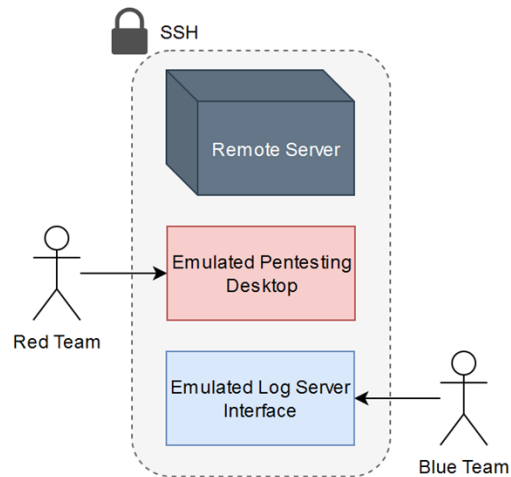 SSH
Remote Server
Emulated Pentesting
Desktop
Red Team
Emulated Log Server
Interface
Blue Team